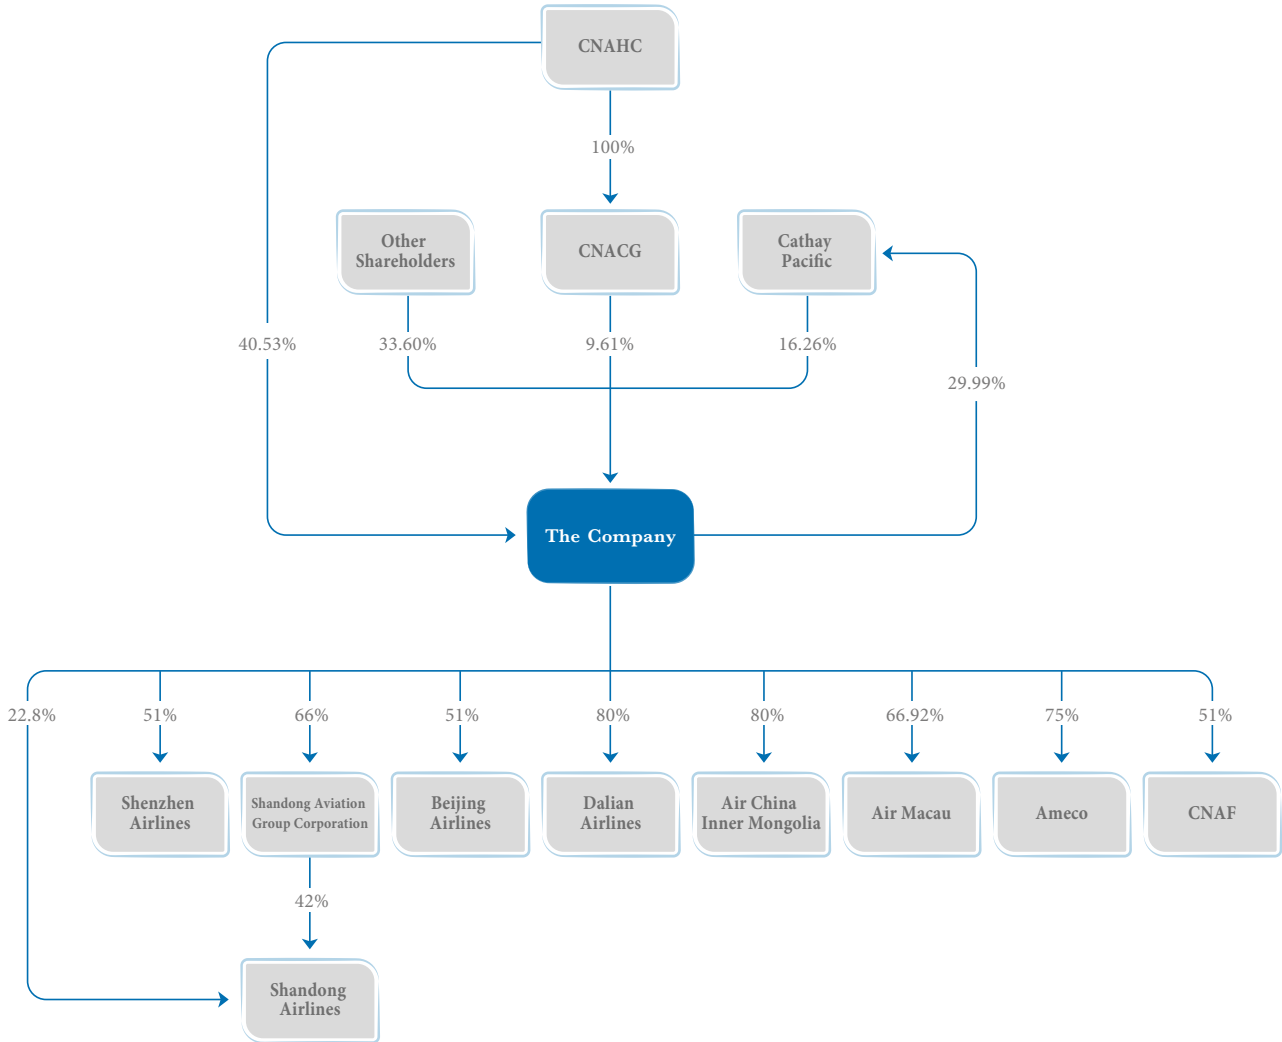 CNAHC
100%
Other
Shareholders
CNACG
Cathay
Pacific
40.53%
33.60%
9.61%
16.26%
29.99%
The Company
22.8%
51%
66%
51%
80%
80%
66.92%
75%
51%
Shenzhen
Airlines
Shandong Aviation
Group Corporation
Beijing
Airlines
Dalian
Airlines
Air China
Inner Mongolia
Air Macau
Ameco
CNAF
42%
Shandong
Airlines